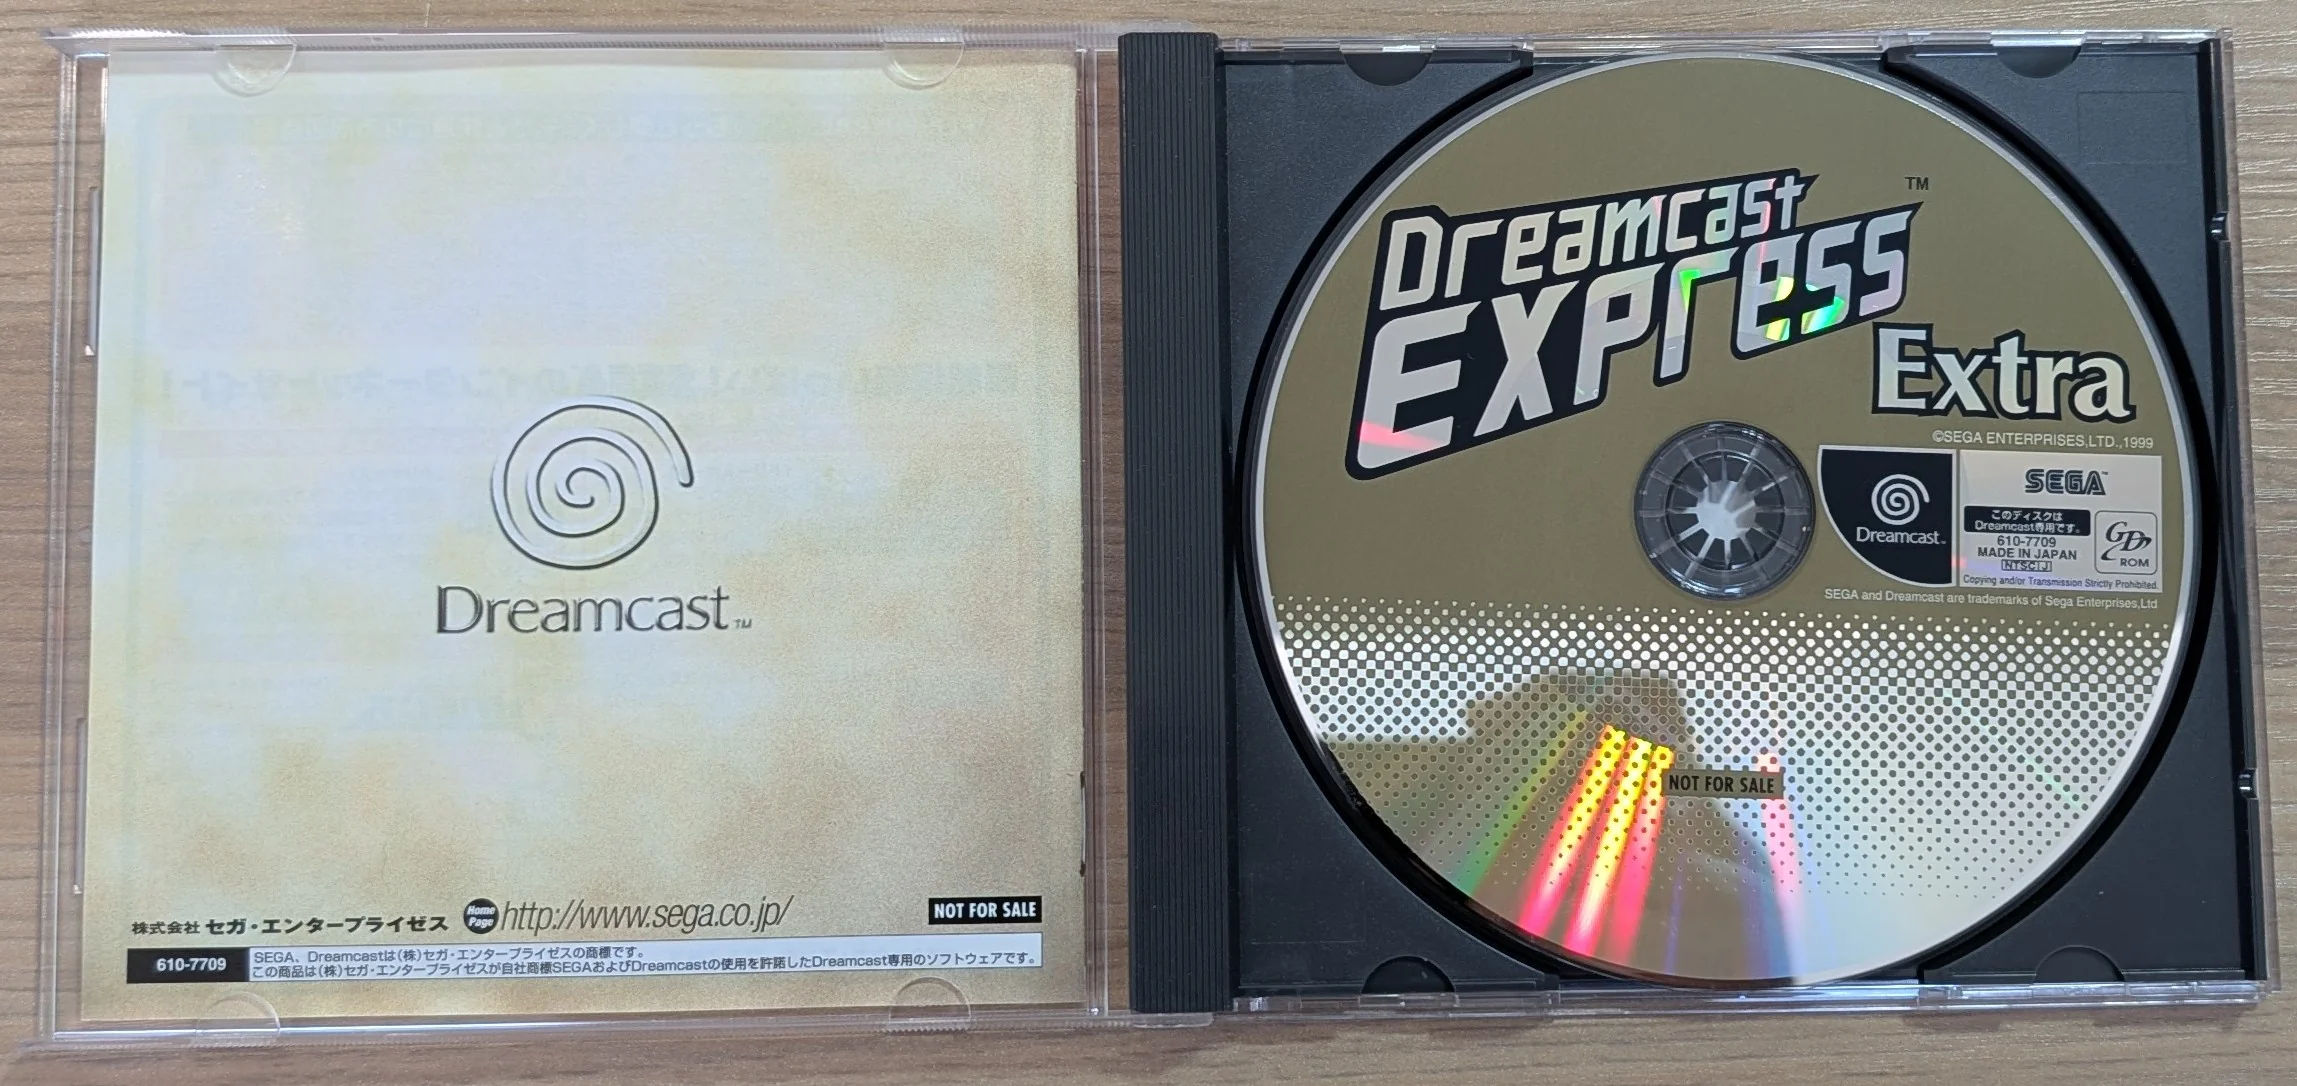 Dreamcast™
株式会社 セガ・エンタープライゼス Home Page http://www.sega.co.jp/ NOT FOR SALE
610-7709
SEGA、Dreamcastは(株)セガ・エンタープライゼスの商標です。
この商品は(株)セガ・エンタープライゼスが自社商標SEGAおよびDreamcastの使用を許諾したDreamcast専用のソフトウェアです。
Dreamcast™
EXPress
Extra
©SEGA ENTERPRISES,LTD.,1999
Dreamcast™
SEGA™
このディスクは
Dreamcast専用です。
610-7709
MADE IN JAPAN
NTSC J
GD
ROM
Copying and/or Transmission Strictly Prohibited.
SEGA and Dreamcast are trademarks of Sega Enterprises,Ltd
NOT FOR SALE